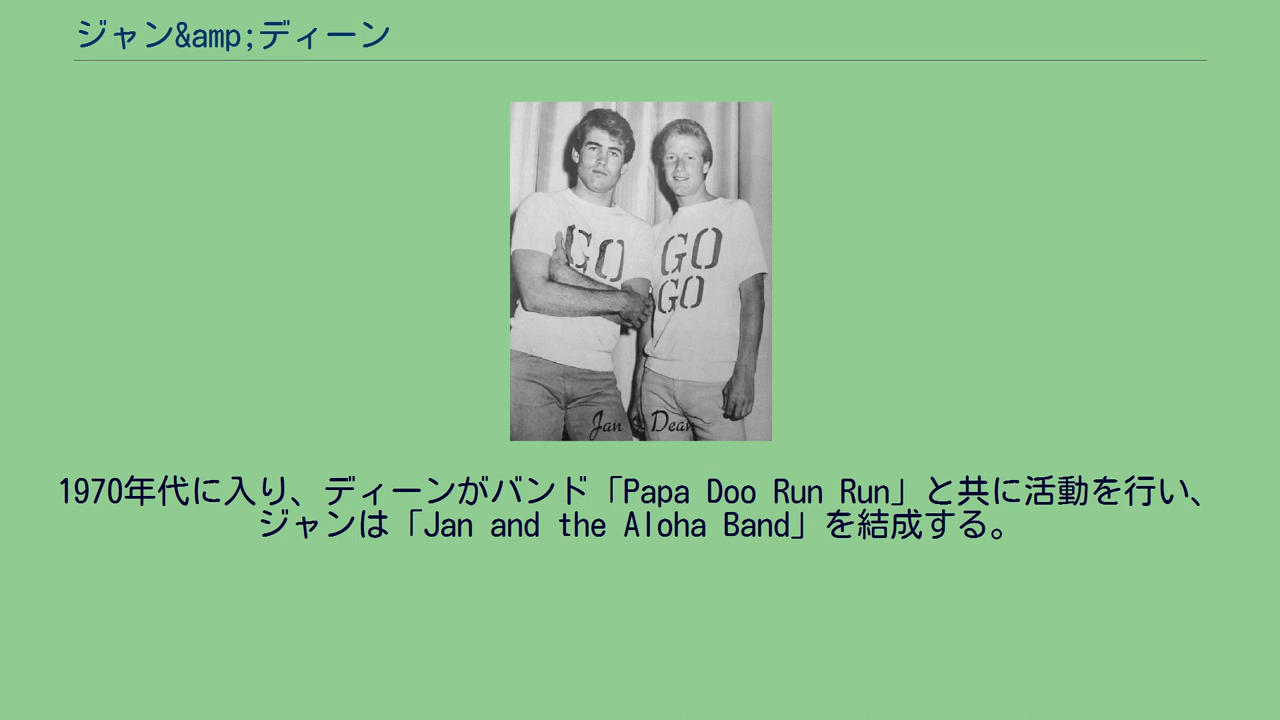 ジャン&amp;ディーン
GO GO
GO GO
Jan & Dean
1970年代に入り、ディーンがバンド「Papa Doo Run Run」と共に活動を行い、
ジャンは「Jan and the Aloha Band」を結成する。